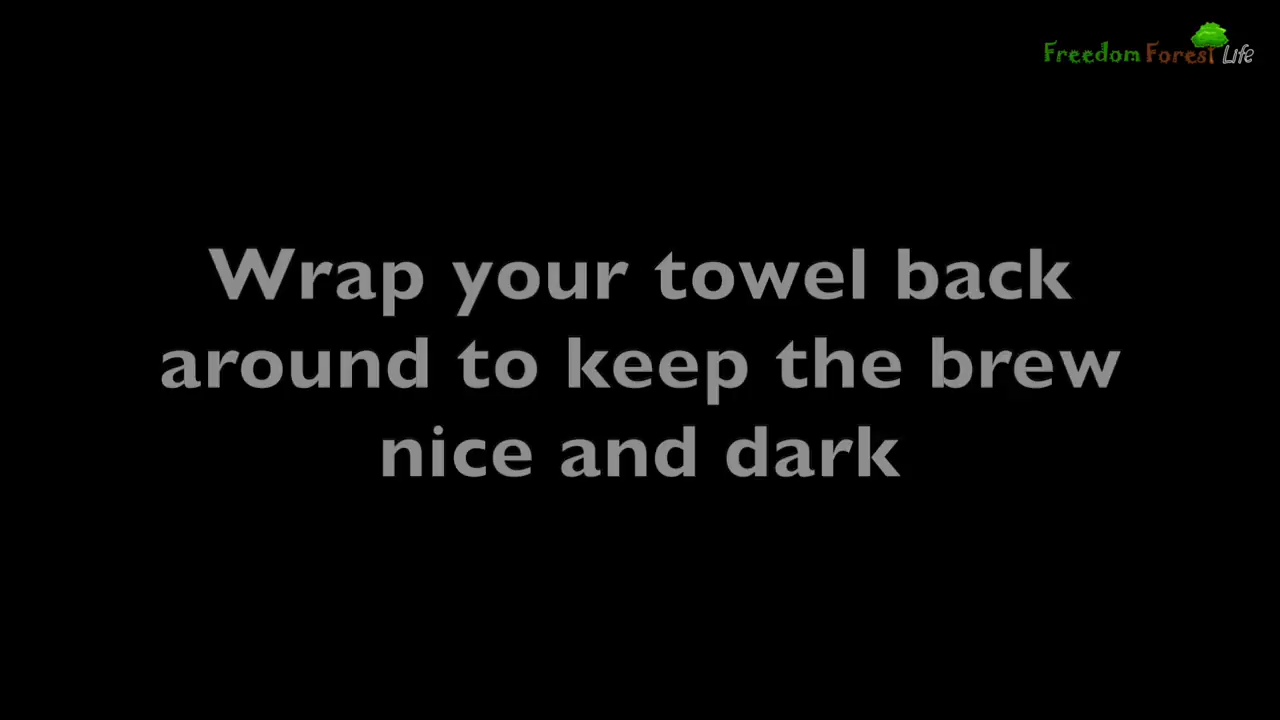 Freedom Forest Life
Wrap your towel back
around to keep the brew
nice and dark